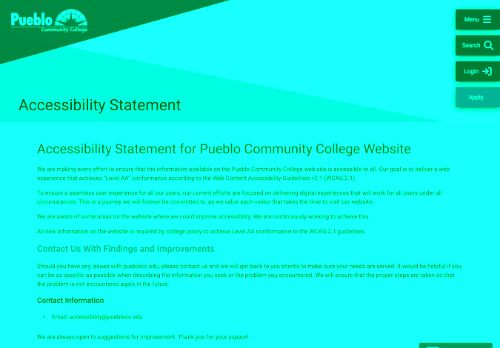 Pueblo
Community College
Menu
Search
Login
Apply
Accessibility Statement
Accessibility Statement for Pueblo Community College Website
We are making every effort to ensure that the information available on the Pueblo Community College web site is accessible to all. Our goal is to deliver a web
experience that achieves "Level AA" conformance according to the Web Content Accessibility Guidelines v2.1 (WCAG 2.1).
To ensure a seamless user experience for all our users, our current efforts are focused on delivering digital experiences that will work for all users under all
circumstances. This is a journey we will forever be committed to, as we value each visitor that takes the time to visit our website.
We are aware of some areas on the website where we could improve accessibility. We are continuously working to achieve this.
All new information on the website is required by college policy to achieve Level AA conformance to the WCAG 2.1 guidelines.
Contact Us With Findings and Improvements
Should you have any issues with pueblocc.edu please contact us and we will get back to you shortly to make sure your needs are served. It would be helpful if you
can be as specific as possible when describing the information you seek or the problem you encountered. We will ensure that the proper steps are taken so that
the problem is not encountered again in the future.
Contact Information
Email: accessibility@pueblocc.edu
We are always open to suggestions for improvement. Thank you for your support.